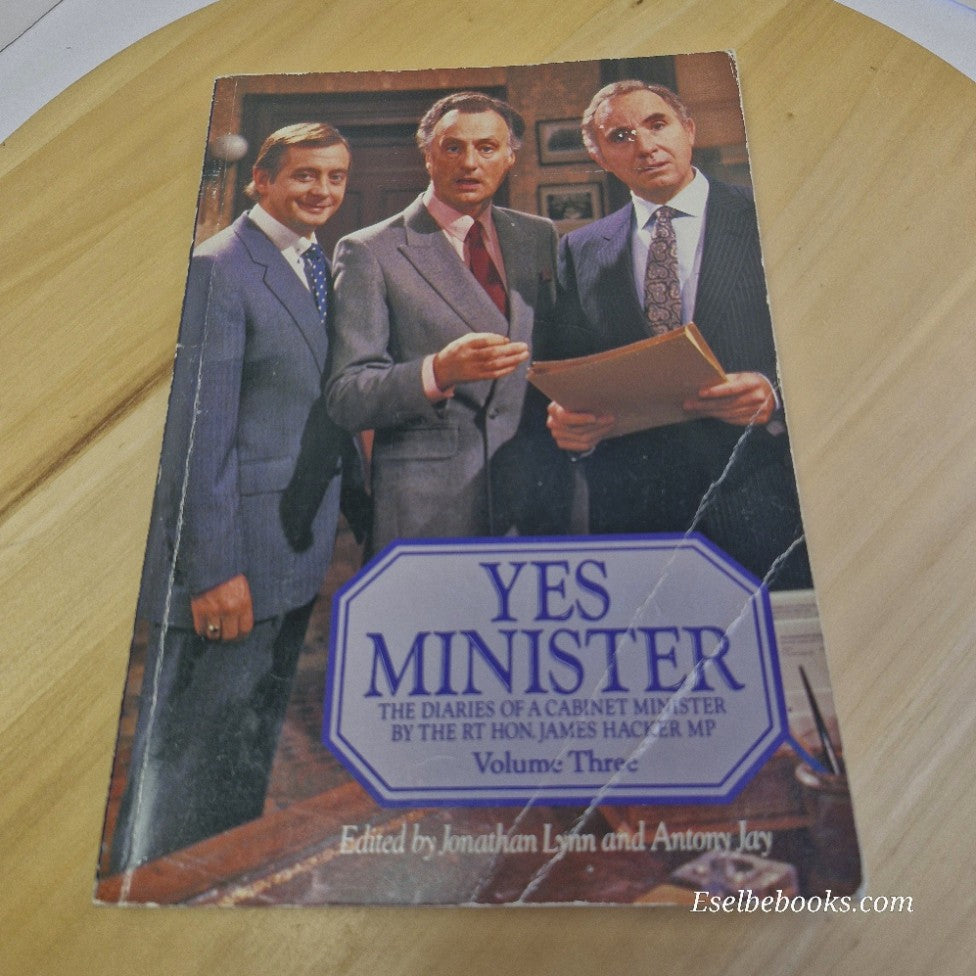 YES
MINISTER
THE DIARIES OF A CABINET MINISTER
BY THE RT HON. JAMES HACKER MP
Volume Three
Edited by Jonathan Lynn and Antony Jay
Eselbebooks.com